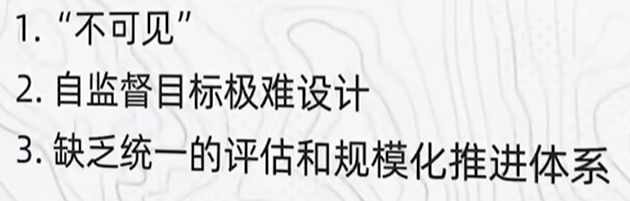 1. “不可见”
2. 自监督目标极难设计
3. 缺乏统一的评估和规模化推进体系